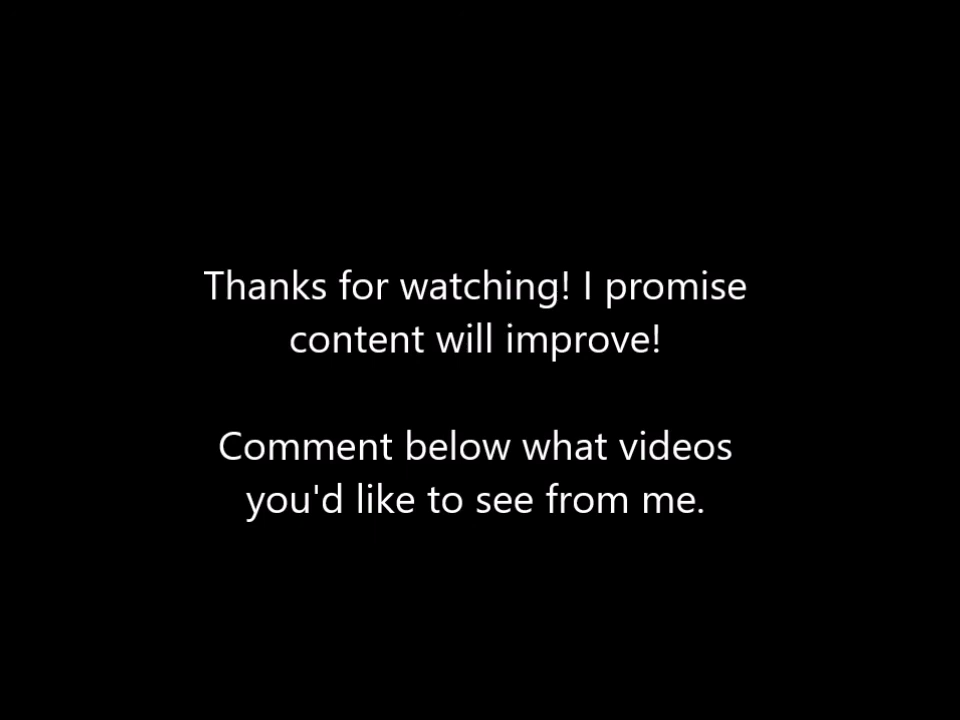 Thanks for watching! I promise
content will improve!
Comment below what videos
you'd like to see from me.